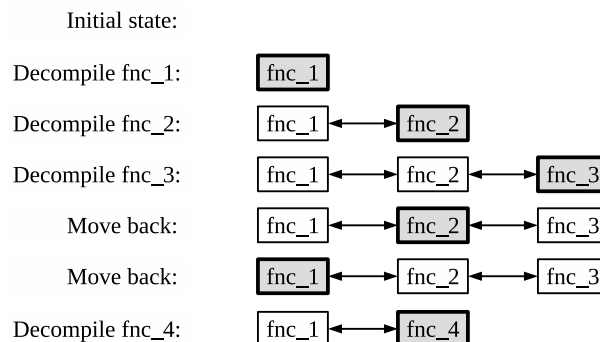 Initial state:
Decompile fnc_1: fnc_1
Decompile fnc_2: fnc_1 fnc_2
Decompile fnc_3: fnc_1 fnc_2 fnc_3
Move back: fnc_1 fnc_2 fnc_3
Move back: fnc_1 fnc_2 fnc_3
Decompile fnc_4: fnc_1 fnc_4